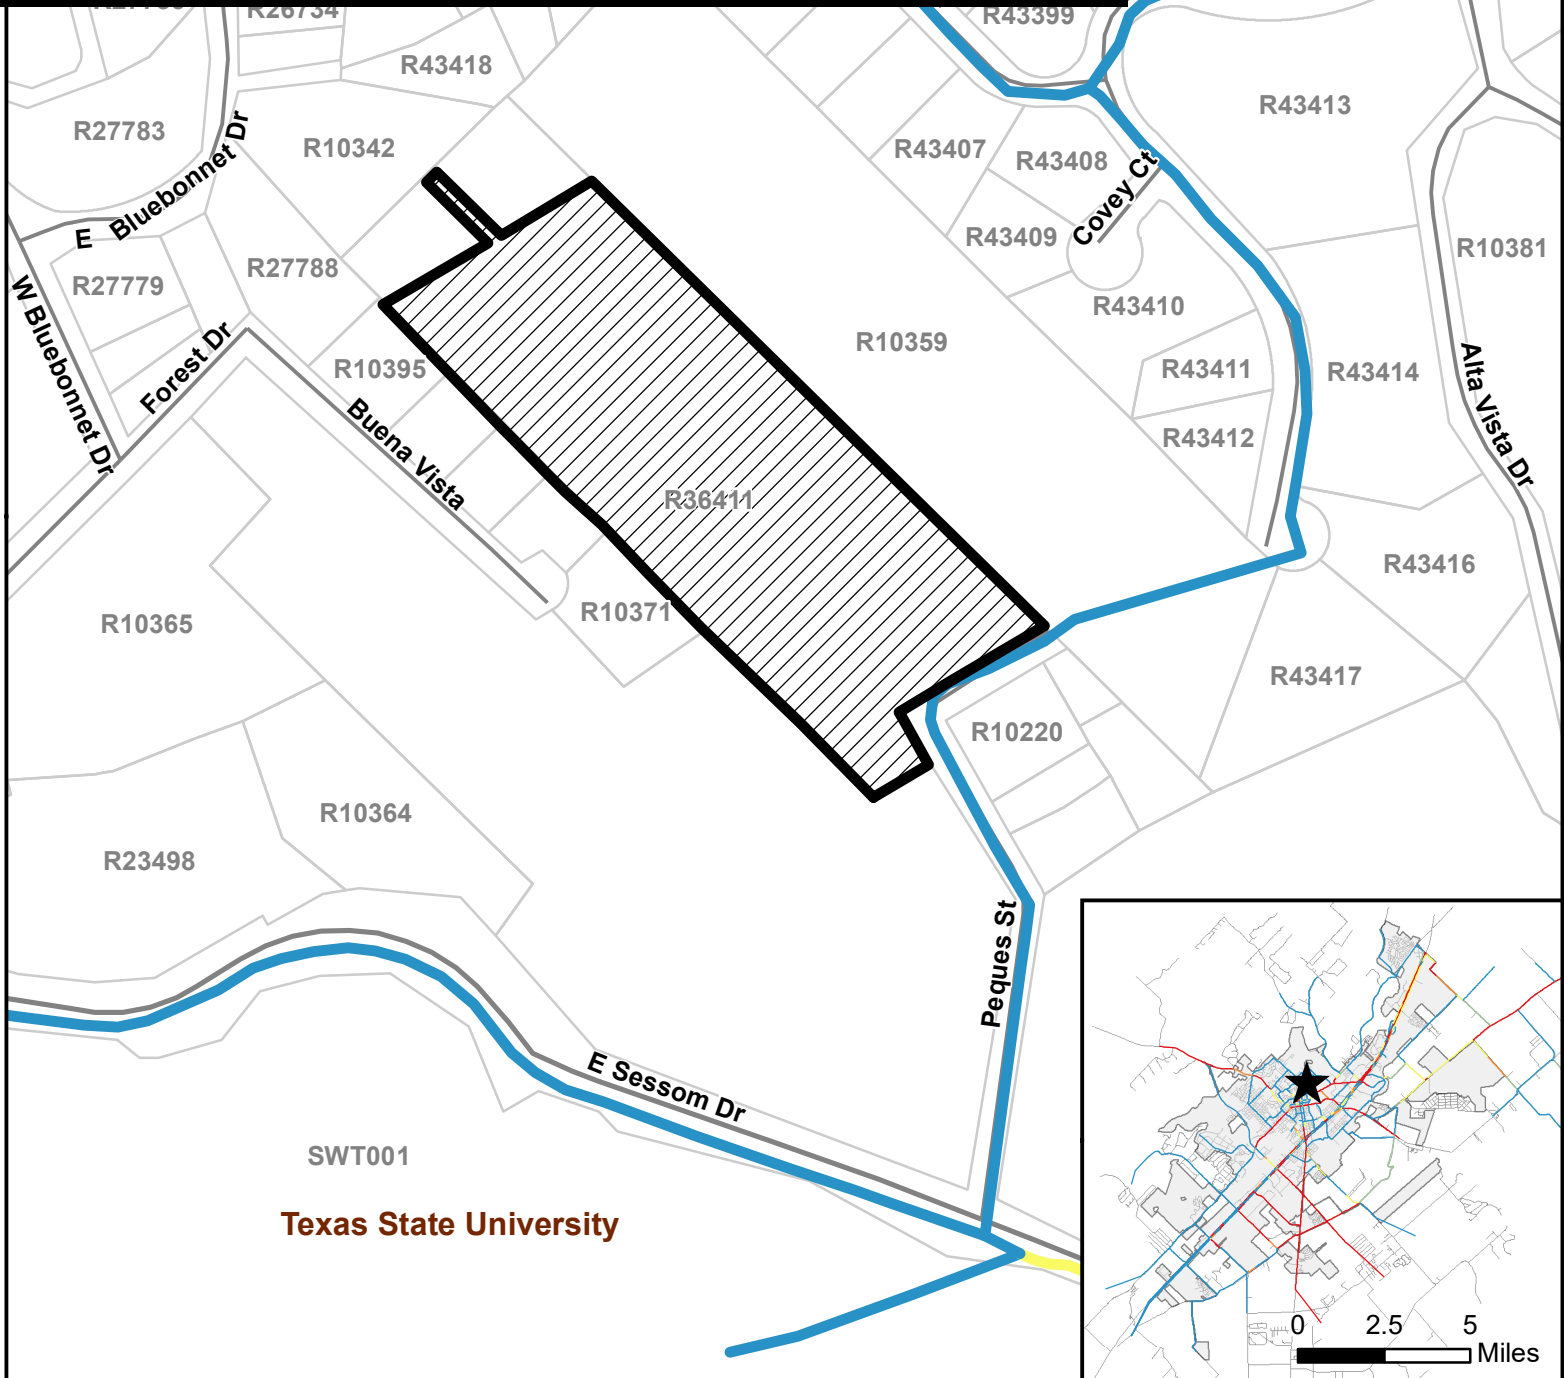 R26734
R43399
R43418
R43413
R27783
R10342
R43407
R43408
E Bluebonnet Dr
Covey Ct
R43409
R10381
R27788
R27779
R43410
W Bluebonnet Dr
Forest Dr
R10359
R10395
R43411
R43414
Alta Vista Dr
Buena Vista
R43412
R36411
R43416
R10371
R10365
R43417
R10220
R10364
R23498
Peques St
E Sessom Dr
SWT001
Texas State University
0 2.5 5
Miles